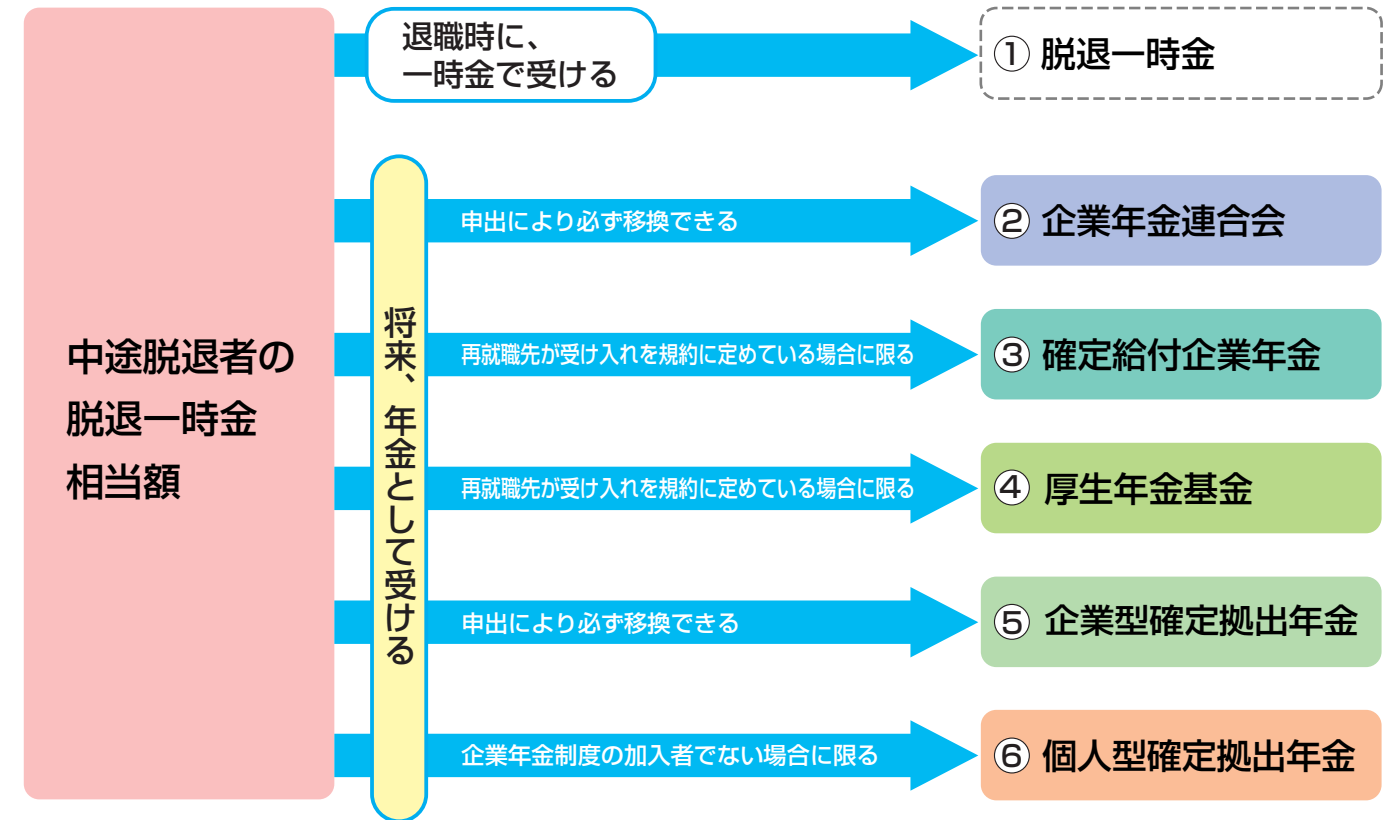 退職時に、
一時金で受ける
① 脱退一時金
中途脱退者の
脱退一時金
相当額
将来、年金として受ける
申出により必ず移換できる
② 企業年金連合会
再就職先が受け入れを規約に定めている場合に限る
③ 確定給付企業年金
再就職先が受け入れを規約に定めている場合に限る
④ 厚生年金基金
申出により必ず移換できる
⑤ 企業型確定拠出年金
企業年金制度の加入者でない場合に限る
⑥ 個人型確定拠出年金